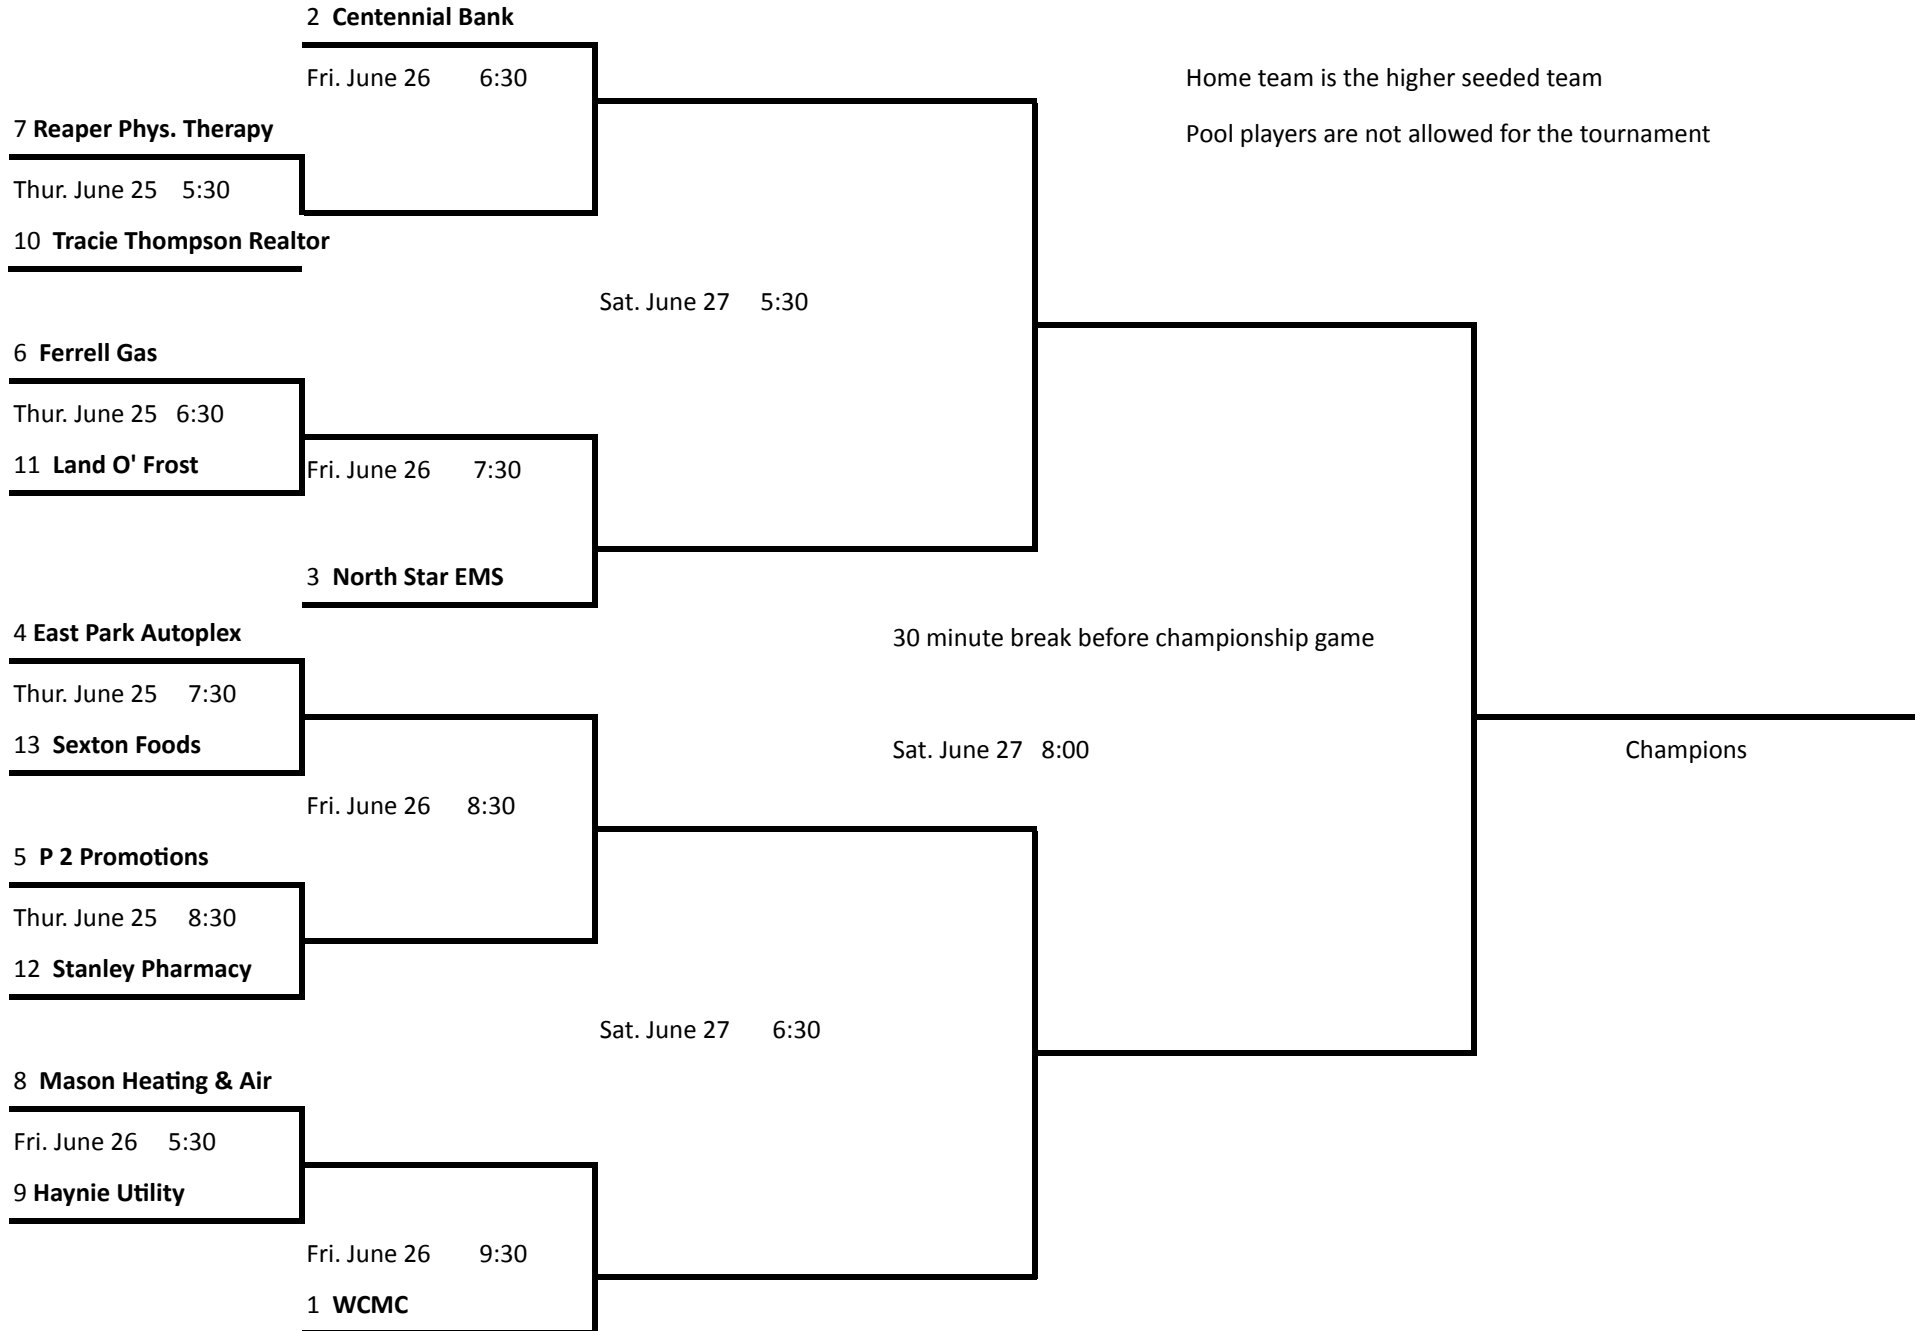 2 Centennial Bank
Fri. June 26 6:30
Home team is the higher seeded team
7 Reaper Phys. Therapy
Pool players are not allowed for the tournament
Thur. June 25 5:30
10 Tracie Thompson Realtor
Sat. June 27 5:30
6 Ferrell Gas
Thur. June 25 6:30
11 Land O' Frost
Fri. June 26 7:30
3 North Star EMS
4 East Park Autoplex
30 minute break before championship game
Thur. June 25 7:30
13 Sexton Foods
Sat. June 27 8:00
Champions
Fri. June 26 8:30
5 P 2 Promotions
Thur. June 25 8:30
12 Stanley Pharmacy
Sat. June 27 6:30
8 Mason Heating & Air
Fri. June 26 5:30
9 Haynie Utility
Fri. June 26 9:30
1 WCMC